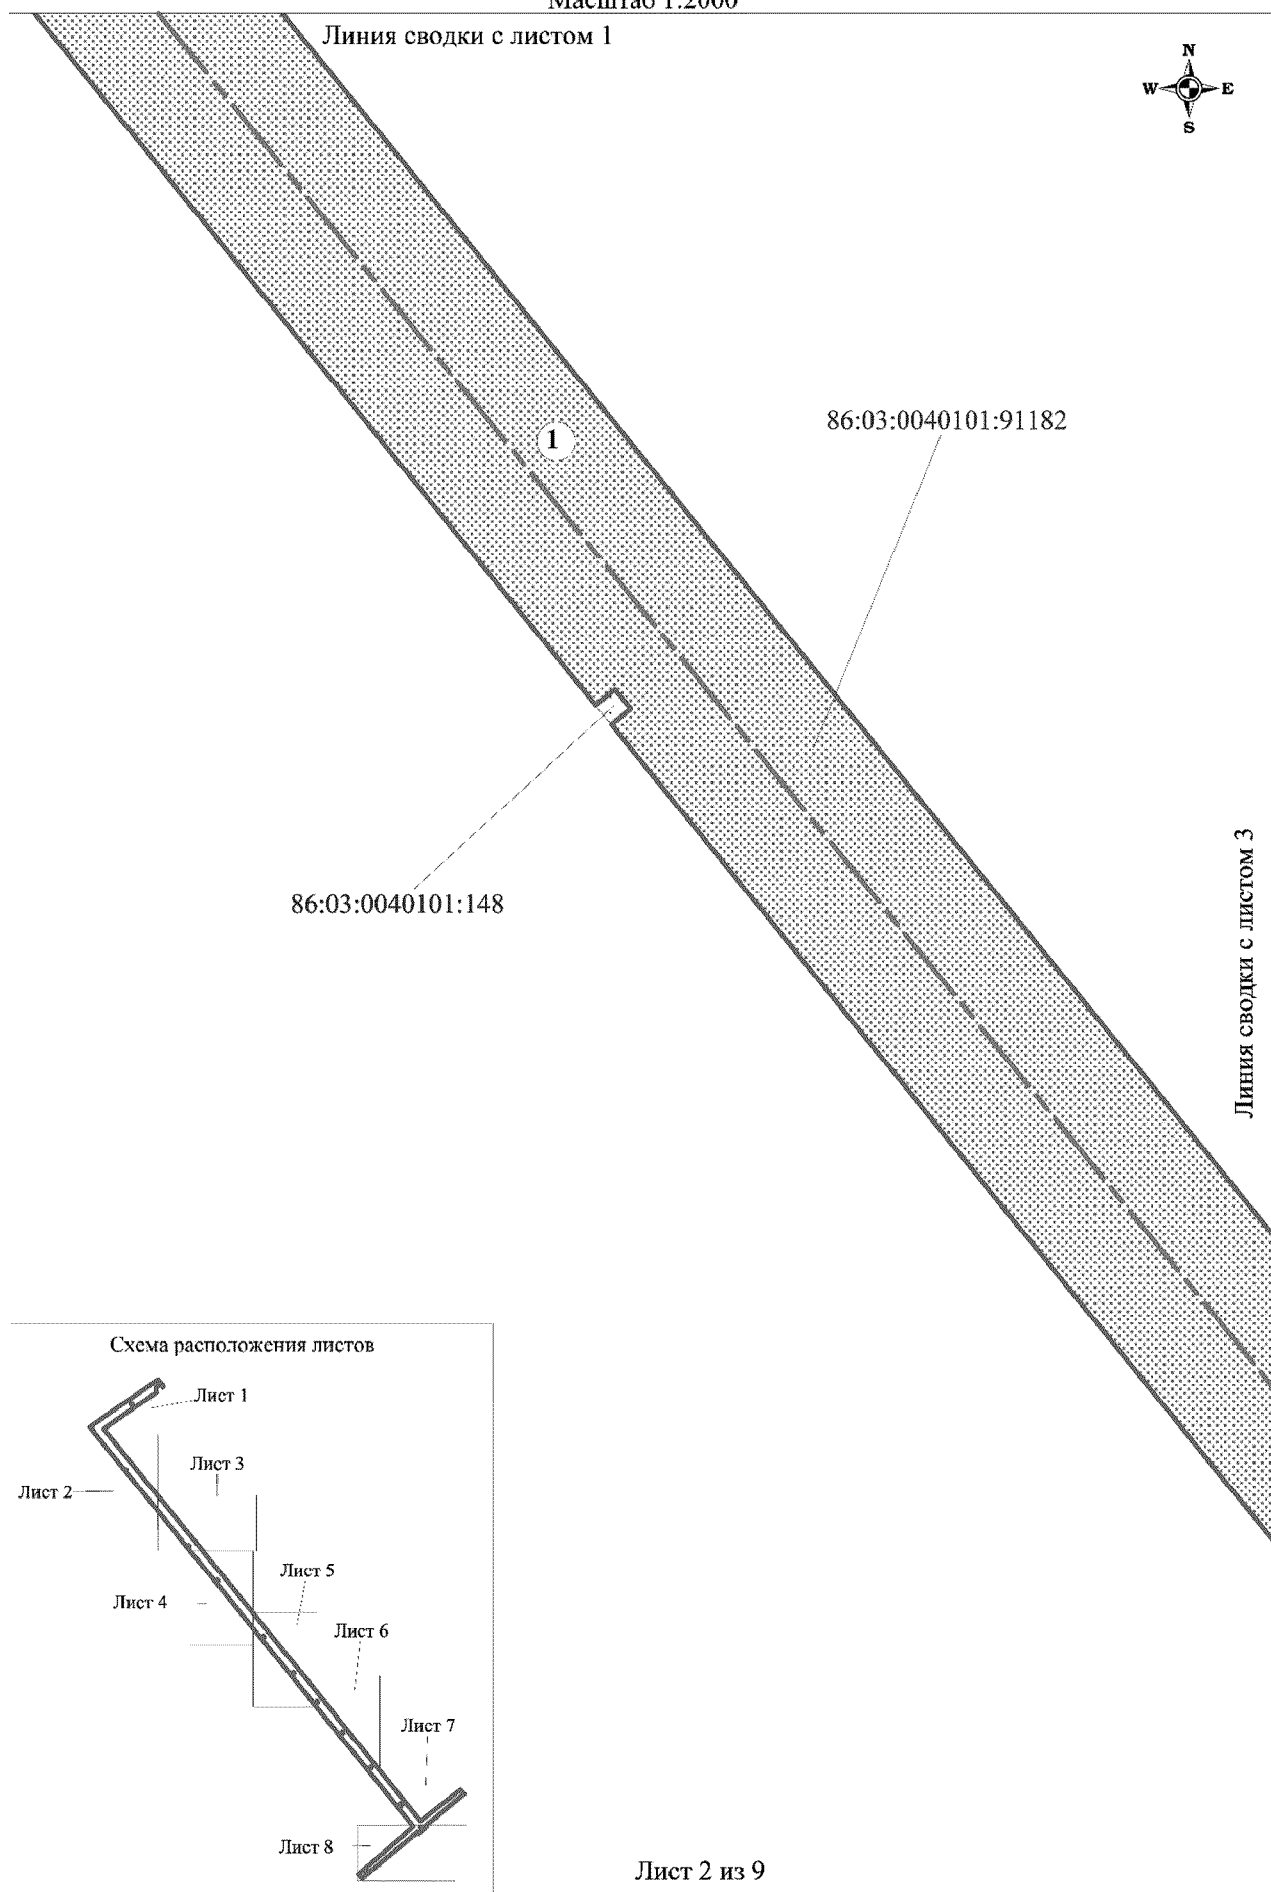 Масштаб 1:2000
Линия сводки с листом 1
N
W E
S
1
86:03:0040101:91182
86:03:0040101:148
Линия сводки с листом 3
Схема расположения листов
Лист 1
Лист 3
Лист 2
Лист 5
Лист 4
Лист 6
Лист 7
Лист 8
Лист 2 из 9